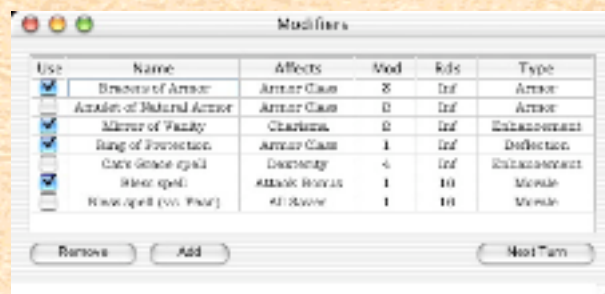 Modifiers
Use Name Affects Mod Rds Type
Bracers of Armor Armor Class 8 Inf Armor
Amulet of Natural Armor Armor Class Inf Armor
Mirror of Vanity Charisma Inf Enhancement
Ring of Protection Armor Class 1 Inf Deflection
Cat's Grace spell Dexterity 4 Inf Enhancement
Bless spell Attack Bonus 1 10 Morale
Bless spell (vs. Fear) All Saves 1 10 Morale
Remove Add Next Turn